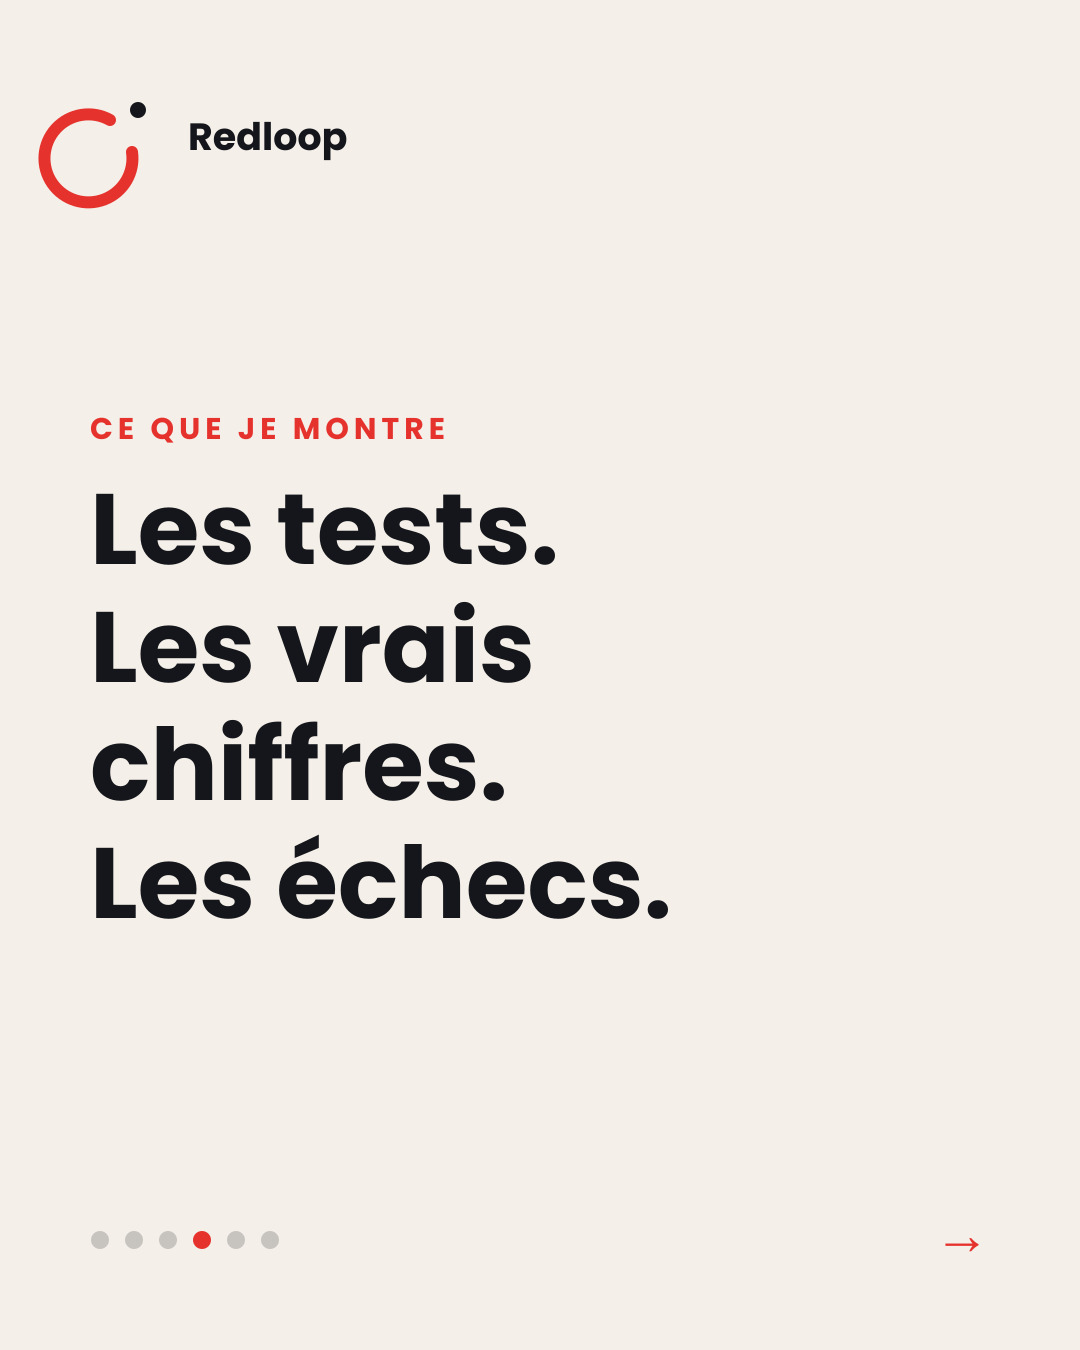 Redloop
CE QUE JE MONTRE
Les tests.
Les vrais
chiffres.
Les échecs.
→